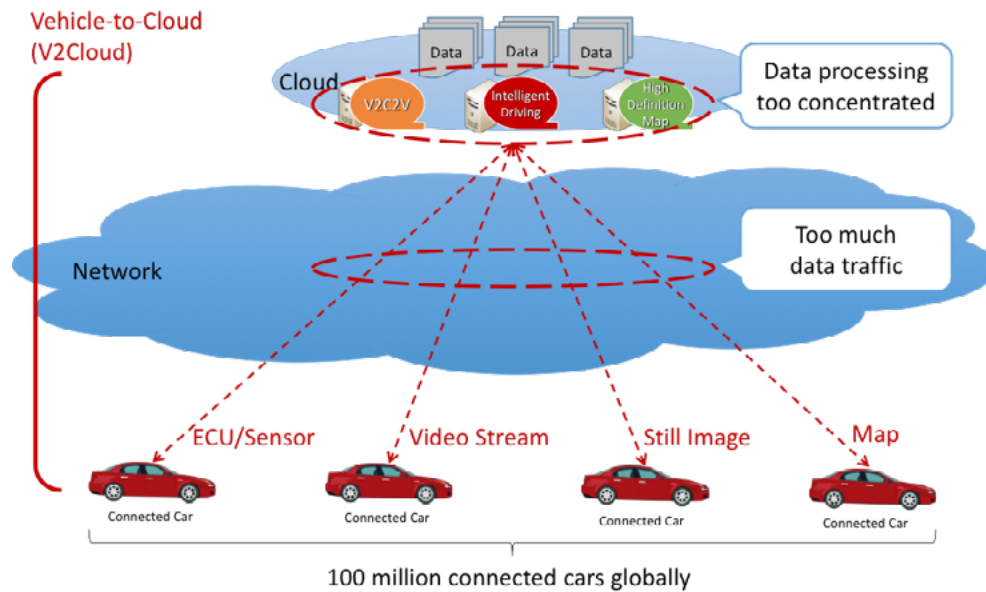 Vehicle-to-Cloud
(V2Cloud)
Data
Data
Data
Cloud
V2C2V
Intelligent
Driving
High
Definition
Map
Data processing
too concentrated
Network
Too much
data traffic
ECU/Sensor
Video Stream
Still Image
Map
Connected Car
Connected Car
Connected Car
Connected Car
100 million connected cars globally